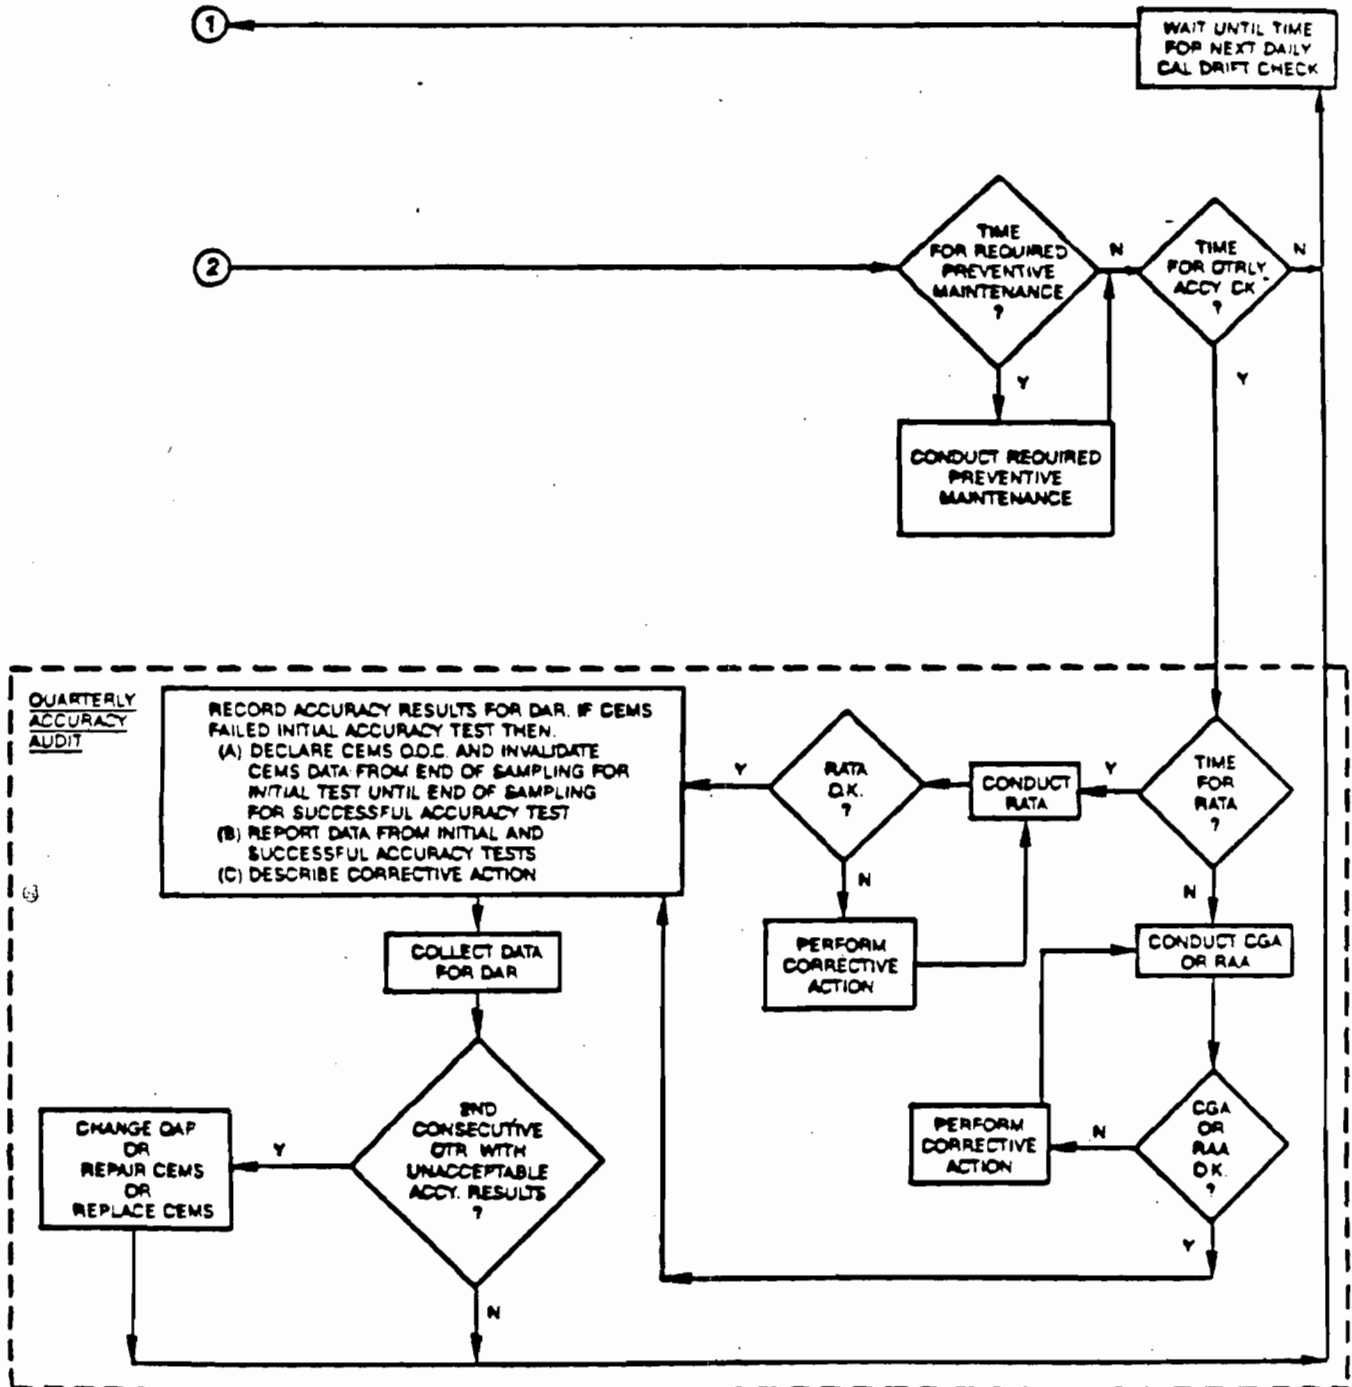 1
WAIT UNTIL TIME
FOR NEXT DAILY
CAL DRIFT CHECK
2
TIME
FOR REQUIRED
PREVENTIVE
MAINTENANCE
?
N
TIME
FOR QTRLY
ACCY CK
?
N
Y
Y
CONDUCT REQUIRED
PREVENTIVE
MAINTENANCE
QUARTERLY
ACCURACY
AUDIT
RECORD ACCURACY RESULTS FOR DAR. IF CEMS
FAILED INITIAL ACCURACY TEST THEN.
(A) DECLARE CEMS O.O.C. AND INVALIDATE
CEMS DATA FROM END OF SAMPLING FOR
INITIAL TEST UNTIL END OF SAMPLING
FOR SUCCESSFUL ACCURACY TEST
(B) REPORT DATA FROM INITIAL AND
SUCCESSFUL ACCURACY TESTS
(C) DESCRIBE CORRECTIVE ACTION
Y
RATA
O.K.
?
CONDUCT
RATA
Y
TIME
FOR
RATA
?
N
N
PERFORM
CORRECTIVE
ACTION
CONDUCT CGA
OR RAA
COLLECT DATA
FOR DAR
2ND
CONSECUTIVE
QTR WITH
UNACCEPTABLE
ACCY. RESULTS
?
Y
CHANGE QAP
OR
REPAIR CEMS
OR
REPLACE CEMS
PERFORM
CORRECTIVE
ACTION
N
CGA
OR
RAA
O.K.
?
Y
N